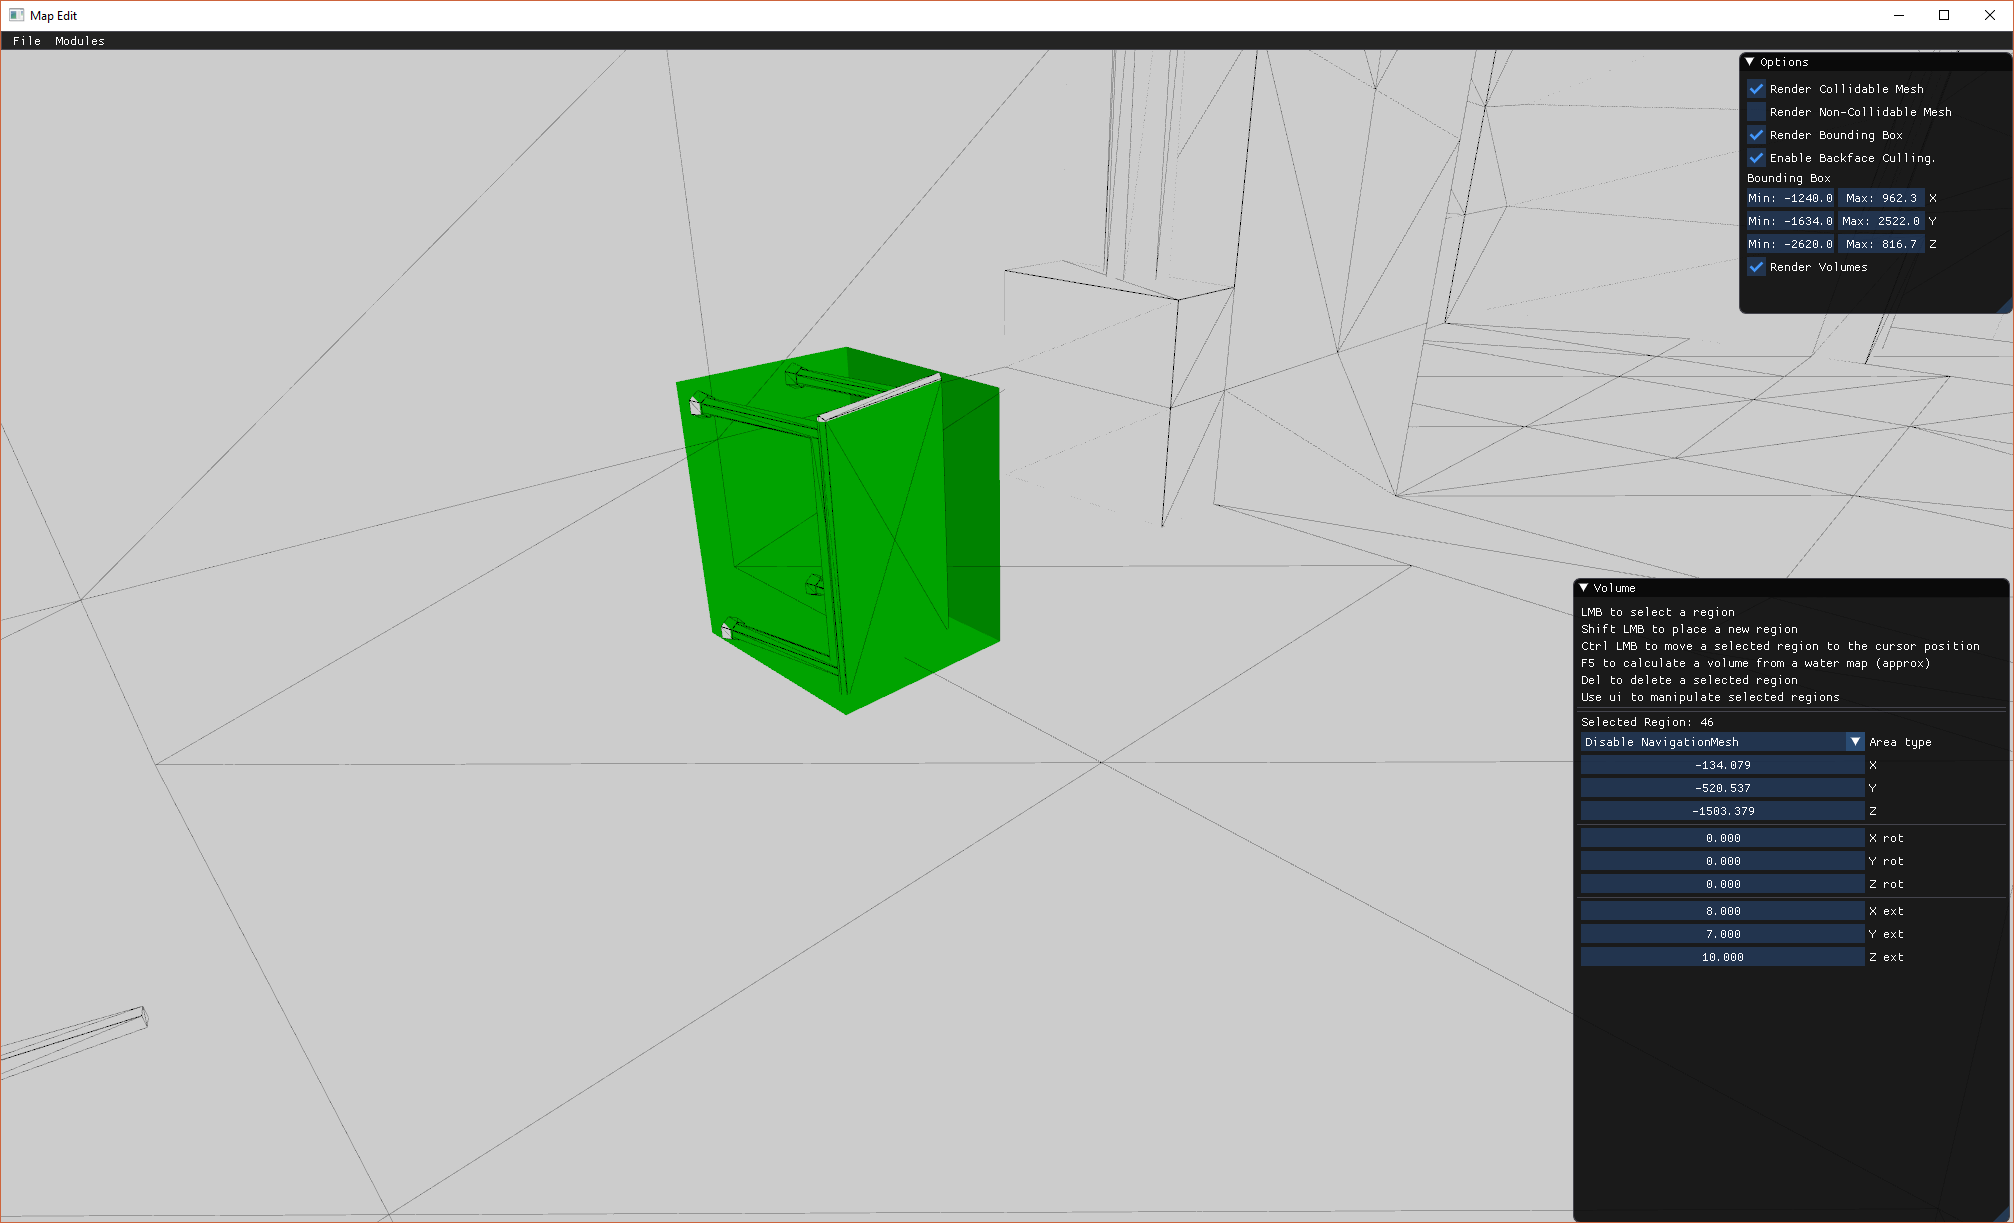 Map Edit
File Modules
Options
Render Collidable Mesh
Render Non-Collidable Mesh
Render Bounding Box
Enable Backface Culling.
Bounding Box
Min: -1240.0 Max: 962.3 X
Min: -1634.0 Max: 2522.0 Y
Min: -2620.0 Max: 816.7 Z
Render Volumes
Volume
LMB to select a region
Shift LMB to place a new region
Ctrl LMB to move a selected region to the cursor position
F5 to calculate a volume from a water map (approx)
Del to delete a selected region
Use ui to manipulate selected regions
Selected Region: 46
Disable NavigationMesh Area type
-134.079 X
-520.537 Y
-1503.379 Z
0.000 X rot
0.000 Y rot
0.000 Z rot
8.000 X ext
7.000 Y ext
10.000 Z ext